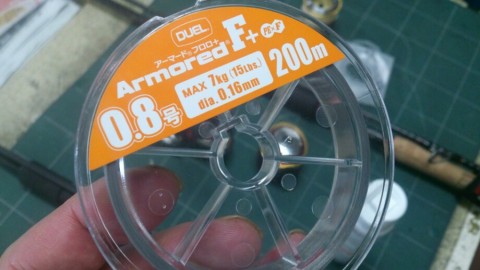 DUEL
アーマード®フロロ+
Armored F+
PE×F
200m
MAX 7kg (15Lbs.)
dia. 0.16mm
0.8号